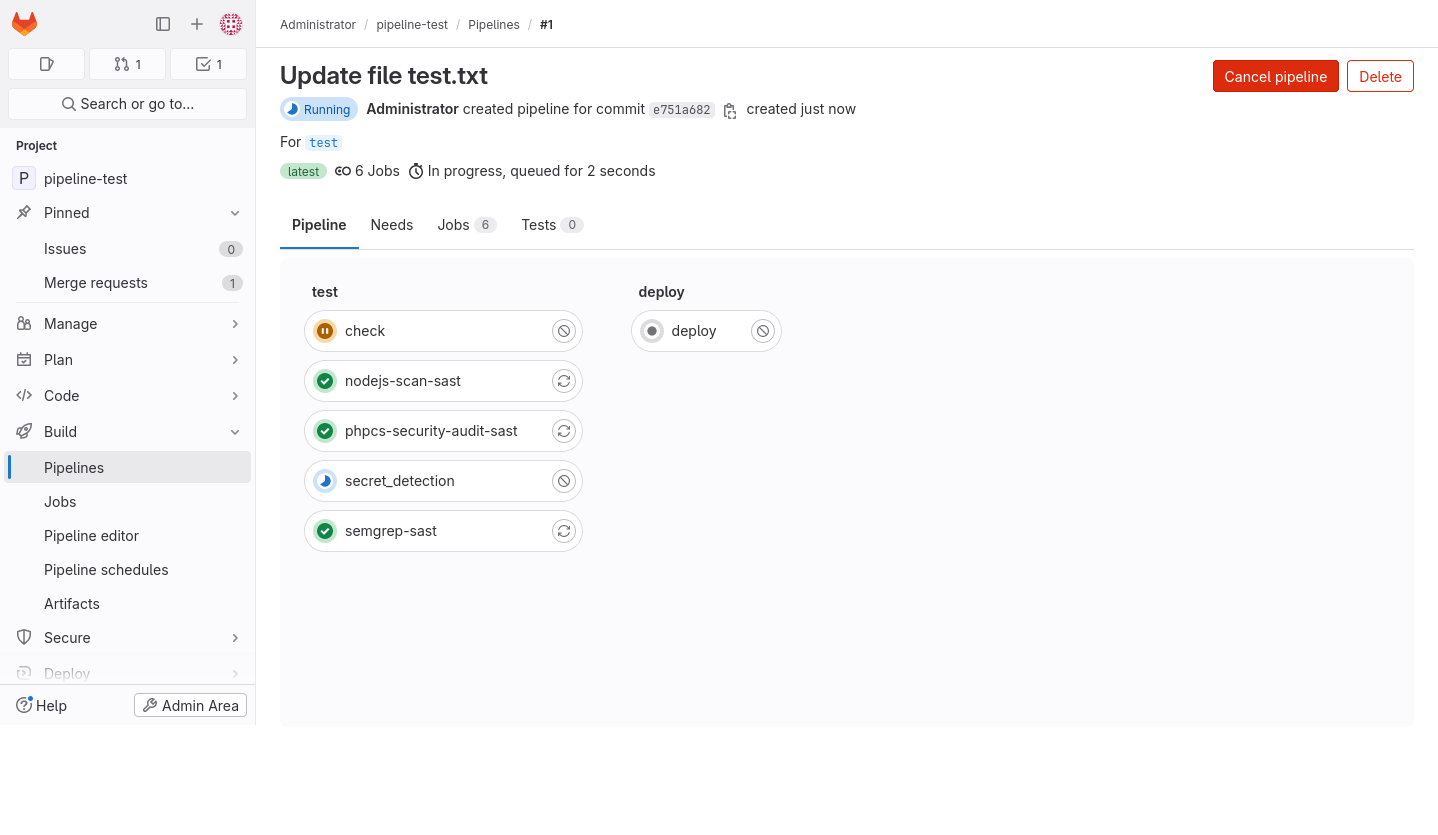 Administrator / pipeline-test / Pipelines / #1
1
1
Search or go to...
Project
P pipeline-test
Pinned
Issues 0
Merge requests 1
Manage
Plan
Code
Build
Pipelines
Jobs
Pipeline editor
Pipeline schedules
Artifacts
Secure
Deploy
Help
Admin Area
Update file test.txt
Cancel pipeline
Delete
Running Administrator created pipeline for commit e751a682 created just now
For test
latest 6 Jobs In progress, queued for 2 seconds
Pipeline Needs Jobs 6 Tests 0
test
check
nodejs-scan-sast
phpcs-security-audit-sast
secret_detection
semgrep-sast
deploy
deploy